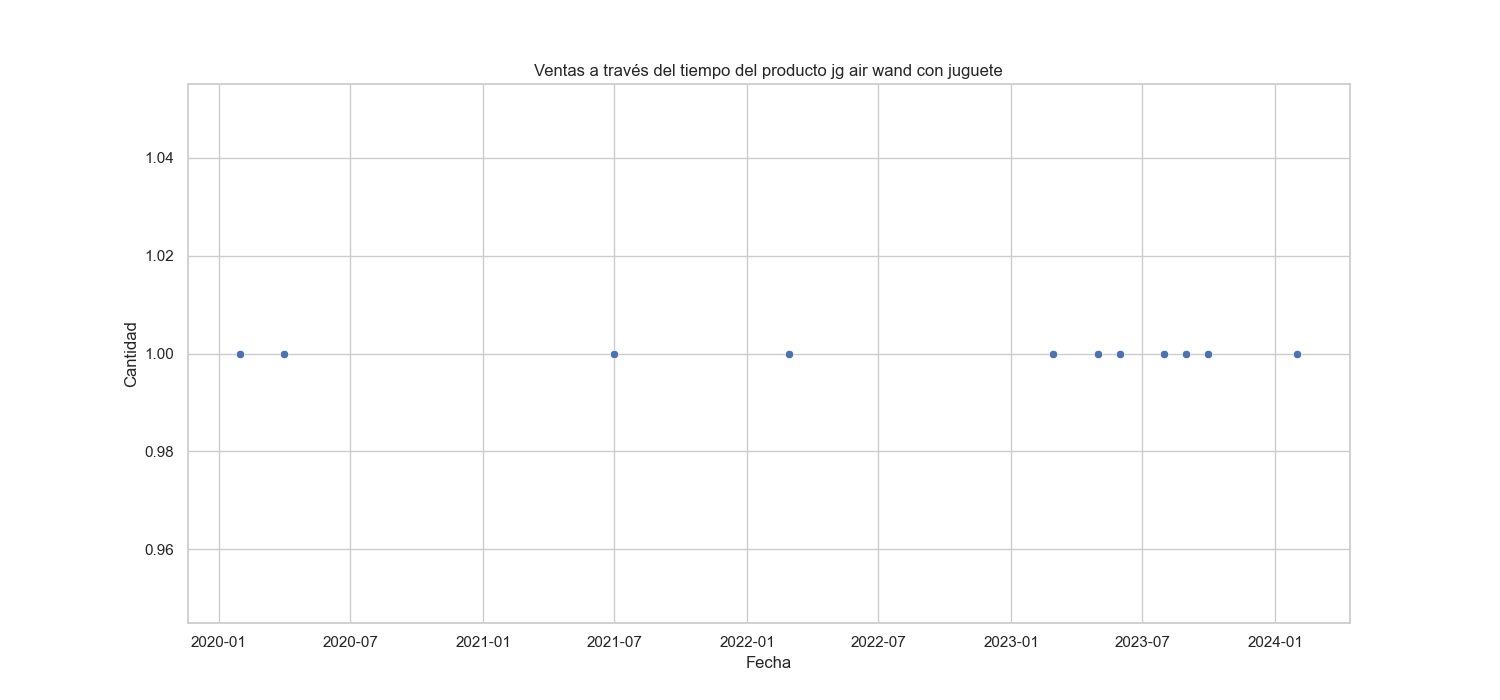 Ventas a través del tiempo del producto jg air wand con juguete
1.04
1.02
1.00
0.98
0.96
Cantidad
2020-01 2020-07 2021-01 2021-07 2022-01 2022-07 2023-01 2023-07 2024-01
Fecha